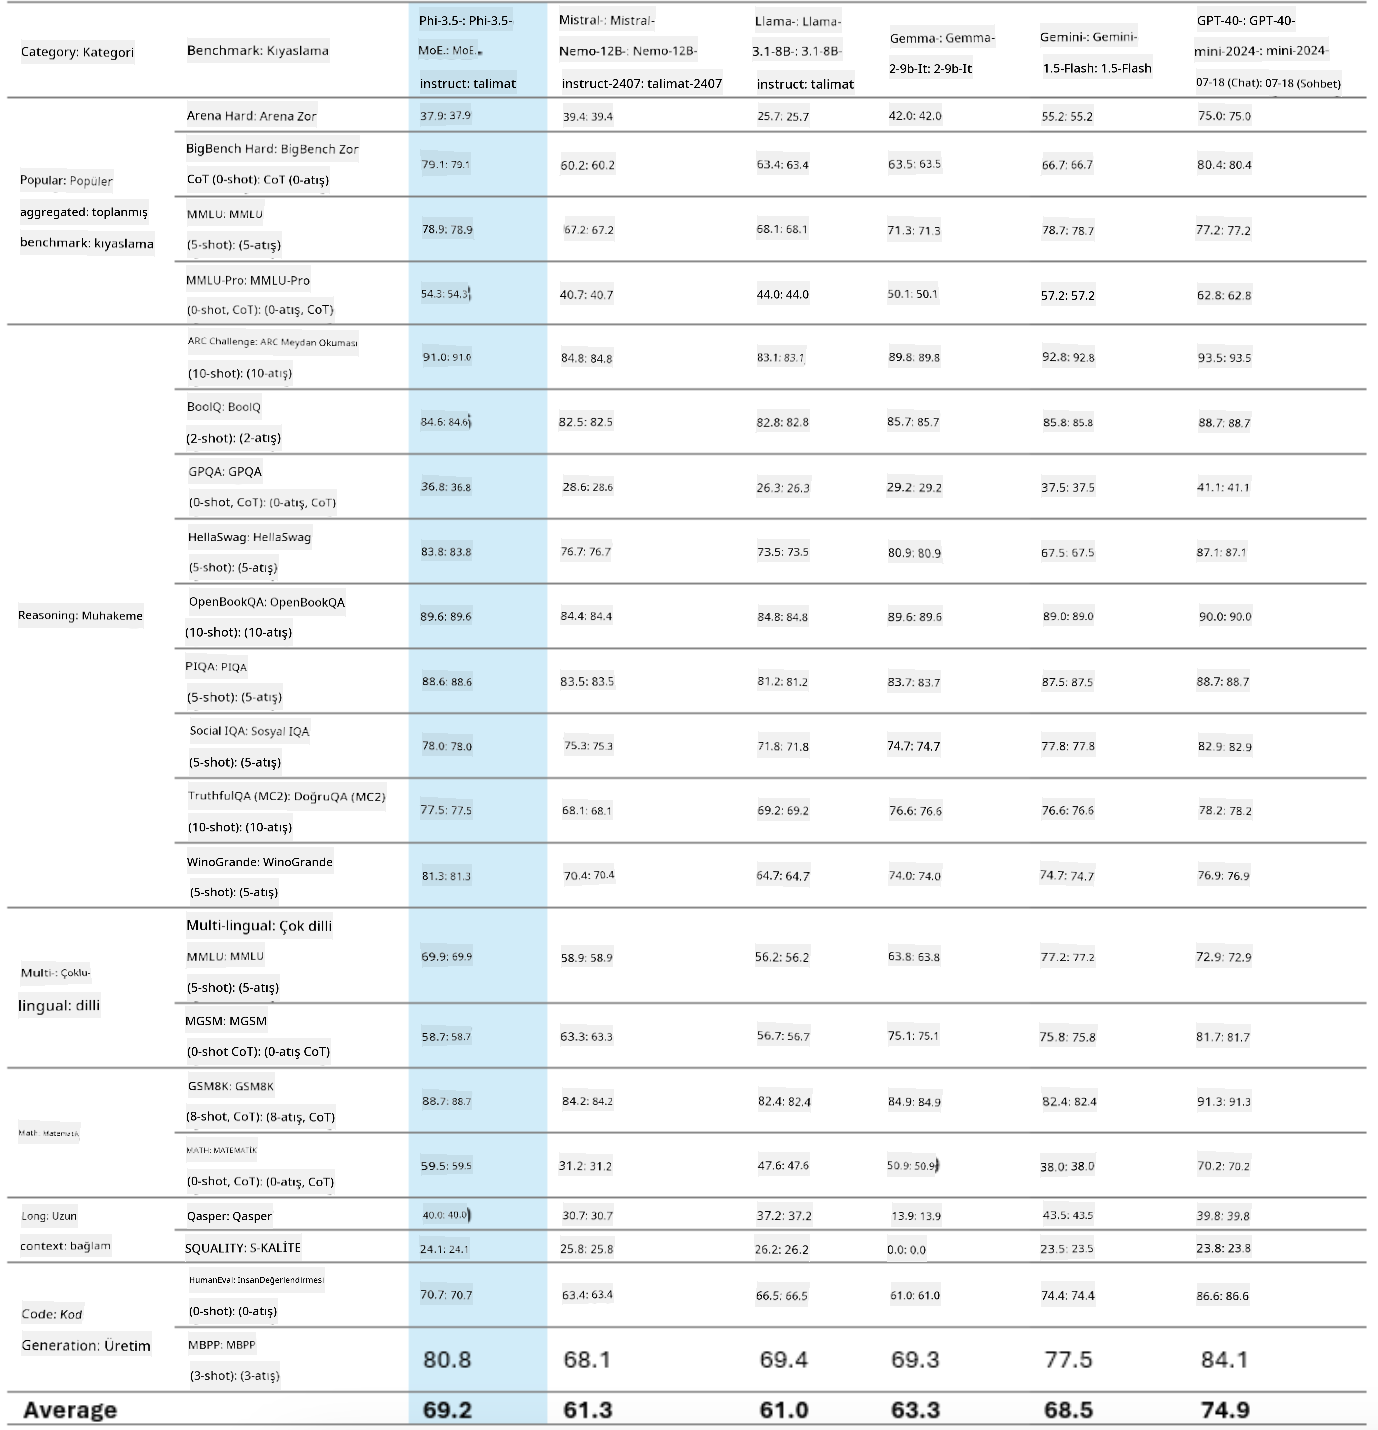 Category: Kategori
Benchmark: Kıyaslama
Phi-3.5-: Phi-3.5-
MoE.: MoE.
instruct: talimat
Mistral-: Mistral-
Nemo-12B-: Nemo-12B-
instruct-2407: talimat-2407
Llama-: Llama-
3.1-8B-: 3.1-8B-
instruct: talimat
Gemma-: Gemma-
2-9b-It: 2-9b-It
Gemini-: Gemini-
1.5-Flash: 1.5-Flash
GPT-40-: GPT-40-
mini-2024-: mini-2024-
07-18 (Chat): 07-18 (Sohbet)
Popular: Popüler
aggregated: toplanmış
benchmark: kıyaslama
Arena Hard: Arena Zor
37.9: 37.9
39.4: 39.4
25.7: 25.7
42.0: 42.0
55.2: 55.2
75.0: 75.0
BigBench Hard: BigBench Zor
CoT (0-shot): CoT (0-atış)
79.1: 79.1
60.2: 60.2
63.4: 63.4
63.5: 63.5
66.7: 66.7
80.4: 80.4
MMLU: MMLU
(5-shot): (5-atış)
78.9: 78.9
67.2: 67.2
68.1: 68.1
71.3: 71.3
78.7: 78.7
77.2: 77.2
MMLU-Pro: MMLU-Pro
(0-shot, CoT): (0-atış, CoT)
54.3: 54.3
40.7: 40.7
44.0: 44.0
50.1: 50.1
57.2: 57.2
62.8: 62.8
Reasoning: Muhakeme
ARC Challenge: ARC Meydan Okuması
(10-shot): (10-atış)
91.0: 91.0
84.8: 84.8
83.1: 83.1
89.8: 89.8
92.8: 92.8
93.5: 93.5
BoolQ: BoolQ
(2-shot): (2-atış)
84.6: 84.6
82.5: 82.5
82.8: 82.8
85.7: 85.7
85.8: 85.8
88.7: 88.7
GPQA: GPQA
(0-shot, CoT): (0-atış, CoT)
36.8: 36.8
28.6: 28.6
26.3: 26.3
29.2: 29.2
37.5: 37.5
41.1: 41.1
HellaSwag: HellaSwag
(5-shot): (5-atış)
83.8: 83.8
76.7: 76.7
73.5: 73.5
80.9: 80.9
67.5: 67.5
87.1: 87.1
OpenBookQA: OpenBookQA
(10-shot): (10-atış)
89.6: 89.6
84.4: 84.4
84.8: 84.8
89.6: 89.6
89.0: 89.0
90.0: 90.0
PIQA: PIQA
(5-shot): (5-atış)
88.6: 88.6
83.5: 83.5
81.2: 81.2
83.7: 83.7
87.5: 87.5
88.7: 88.7
Social IQA: Sosyal IQA
(5-shot): (5-atış)
78.0: 78.0
75.3: 75.3
71.8: 71.8
74.7: 74.7
77.8: 77.8
82.9: 82.9
TruthfulQA (MC2): DoğruQA (MC2)
(10-shot): (10-atış)
77.5: 77.5
68.1: 68.1
69.2: 69.2
76.6: 76.6
76.6: 76.6
78.2: 78.2
WinoGrande: WinoGrande
(5-shot): (5-atış)
81.3: 81.3
70.4: 70.4
64.7: 64.7
74.0: 74.0
74.7: 74.7
76.9: 76.9
Multi-: Çoklu-
lingual: dilli
Multi-lingual: Çok dilli
MMLU: MMLU
(5-shot): (5-atış)
69.9: 69.9
58.9: 58.9
56.2: 56.2
63.8: 63.8
77.2: 77.2
72.9: 72.9
MGSM: MGSM
(0-shot CoT): (0-atış CoT)
58.7: 58.7
63.3: 63.3
56.7: 56.7
75.1: 75.1
75.8: 75.8
81.7: 81.7
Math: Matematik
GSM8K: GSM8K
(8-shot, CoT): (8-atış, CoT)
88.7: 88.7
84.2: 84.2
82.4: 82.4
84.9: 84.9
82.4: 82.4
91.3: 91.3
MATH: MATEMATİK
(0-shot, CoT): (0-atış, CoT)
59.5: 59.5
31.2: 31.2
47.6: 47.6
50.9: 50.9
38.0: 38.0
70.2: 70.2
Long: Uzun
context: bağlam
Qasper: Qasper
40.0: 40.0
30.7: 30.7
37.2: 37.2
13.9: 13.9
43.5: 43.5
39.8: 39.8
SQUALITY: S-KALİTE
24.1: 24.1
25.8: 25.8
26.2: 26.2
0.0: 0.0
23.5: 23.5
23.8: 23.8
Code: Kod
Generation: Üretim
HumanEval: İnsanDeğerlendirmesi
(0-shot): (0-atış)
70.7: 70.7
63.4: 63.4
66.5: 66.5
61.0: 61.0
74.4: 74.4
86.6: 86.6
MBPP: MBPP
(3-shot): (3-atış)
80.8
68.1
69.4
69.3
77.5
84.1
Average
69.2
61.3
61.0
63.3
68.5
74.9